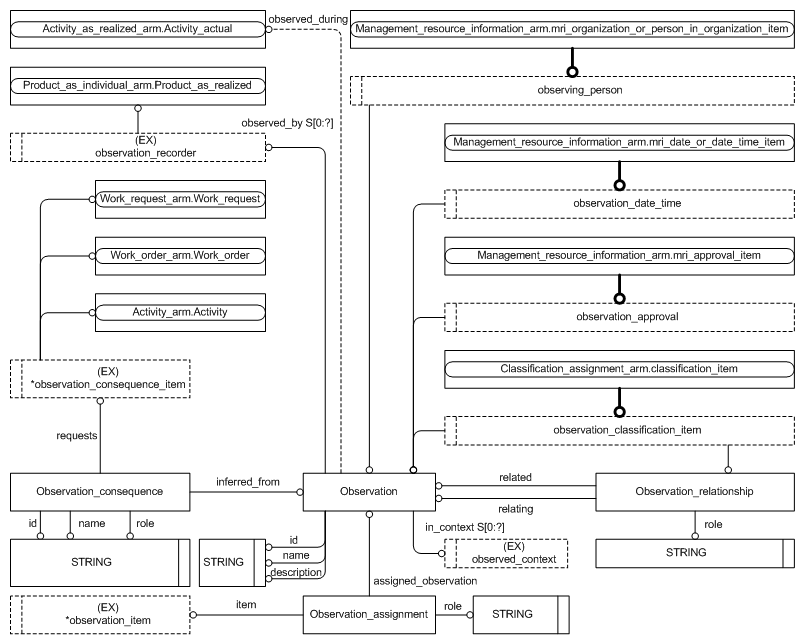 Activity_as_realized_arm.Activity_actual
observed_during
Management_resource_information_arm.mri_organization_or_person_in_organization_item
Product_as_individual_arm.Product_as_realized
observing_person
observed_by S[0:?]
(EX)
observation_recorder
Management_resource_information_arm.mri_date_or_date_time_item
Work_request_arm.Work_request
observation_date_time
Work_order_arm.Work_order
Management_resource_information_arm.mri_approval_item
Activity_arm.Activity
observation_approval
(EX)
*observation_consequence_item
Classification_assignment_arm.classification_item
requests
observation_classification_item
Observation_consequence
inferred_from
Observation
related
relating
Observation_relationship
id
name
role
in_context S[0:?]
role
STRING
STRING
id
name
description
(EX)
observed_context
STRING
assigned_observation
(EX)
*observation_item
item
Observation_assignment
role
STRING